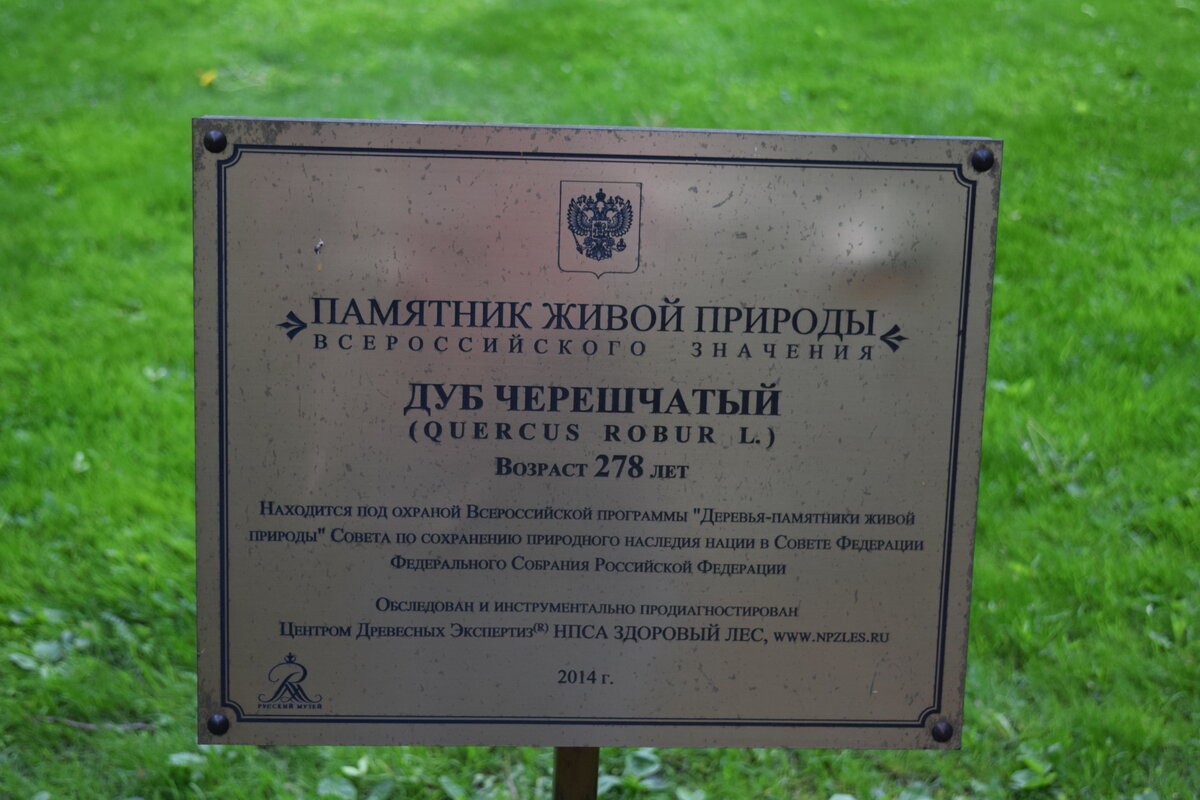 ПАМЯТНИК ЖИВОЙ ПРИРОДЫ
ВСЕРОССИЙСКОГО ЗНАЧЕНИЯ
ДУБ ЧЕРЕШЧАТЫЙ
(QUERCUS ROBUR L.)
ВОЗРАСТ 278 ЛЕТ
НАХОДИТСЯ ПОД ОХРАНОЙ ВСЕРОССИЙСКОЙ ПРОГРАММЫ "ДЕРЕВЬЯ-ПАМЯТНИКИ ЖИВОЙ
ПРИРОДЫ" СОВЕТА ПО СОХРАНЕНИЮ ПРИРОДНОГО НАСЛЕДИЯ НАЦИИ В СОВЕТЕ ФЕДЕРАЦИИ
ФЕДЕРАЛЬНОГО СОБРАНИЯ РОССИЙСКОЙ ФЕДЕРАЦИИ
ОБСЛЕДОВАН И ИНСТРУМЕНТАЛЬНО ПРОДИАГНОСТИРОВАН
ЦЕНТРОМ ДРЕВЕСНЫХ ЭКСПЕРТИЗ(R) НПСА ЗДОРОВЫЙ ЛЕС, WWW.NPZLES.RU
2014 г.
РУССКИЙ МУЗЕЙ